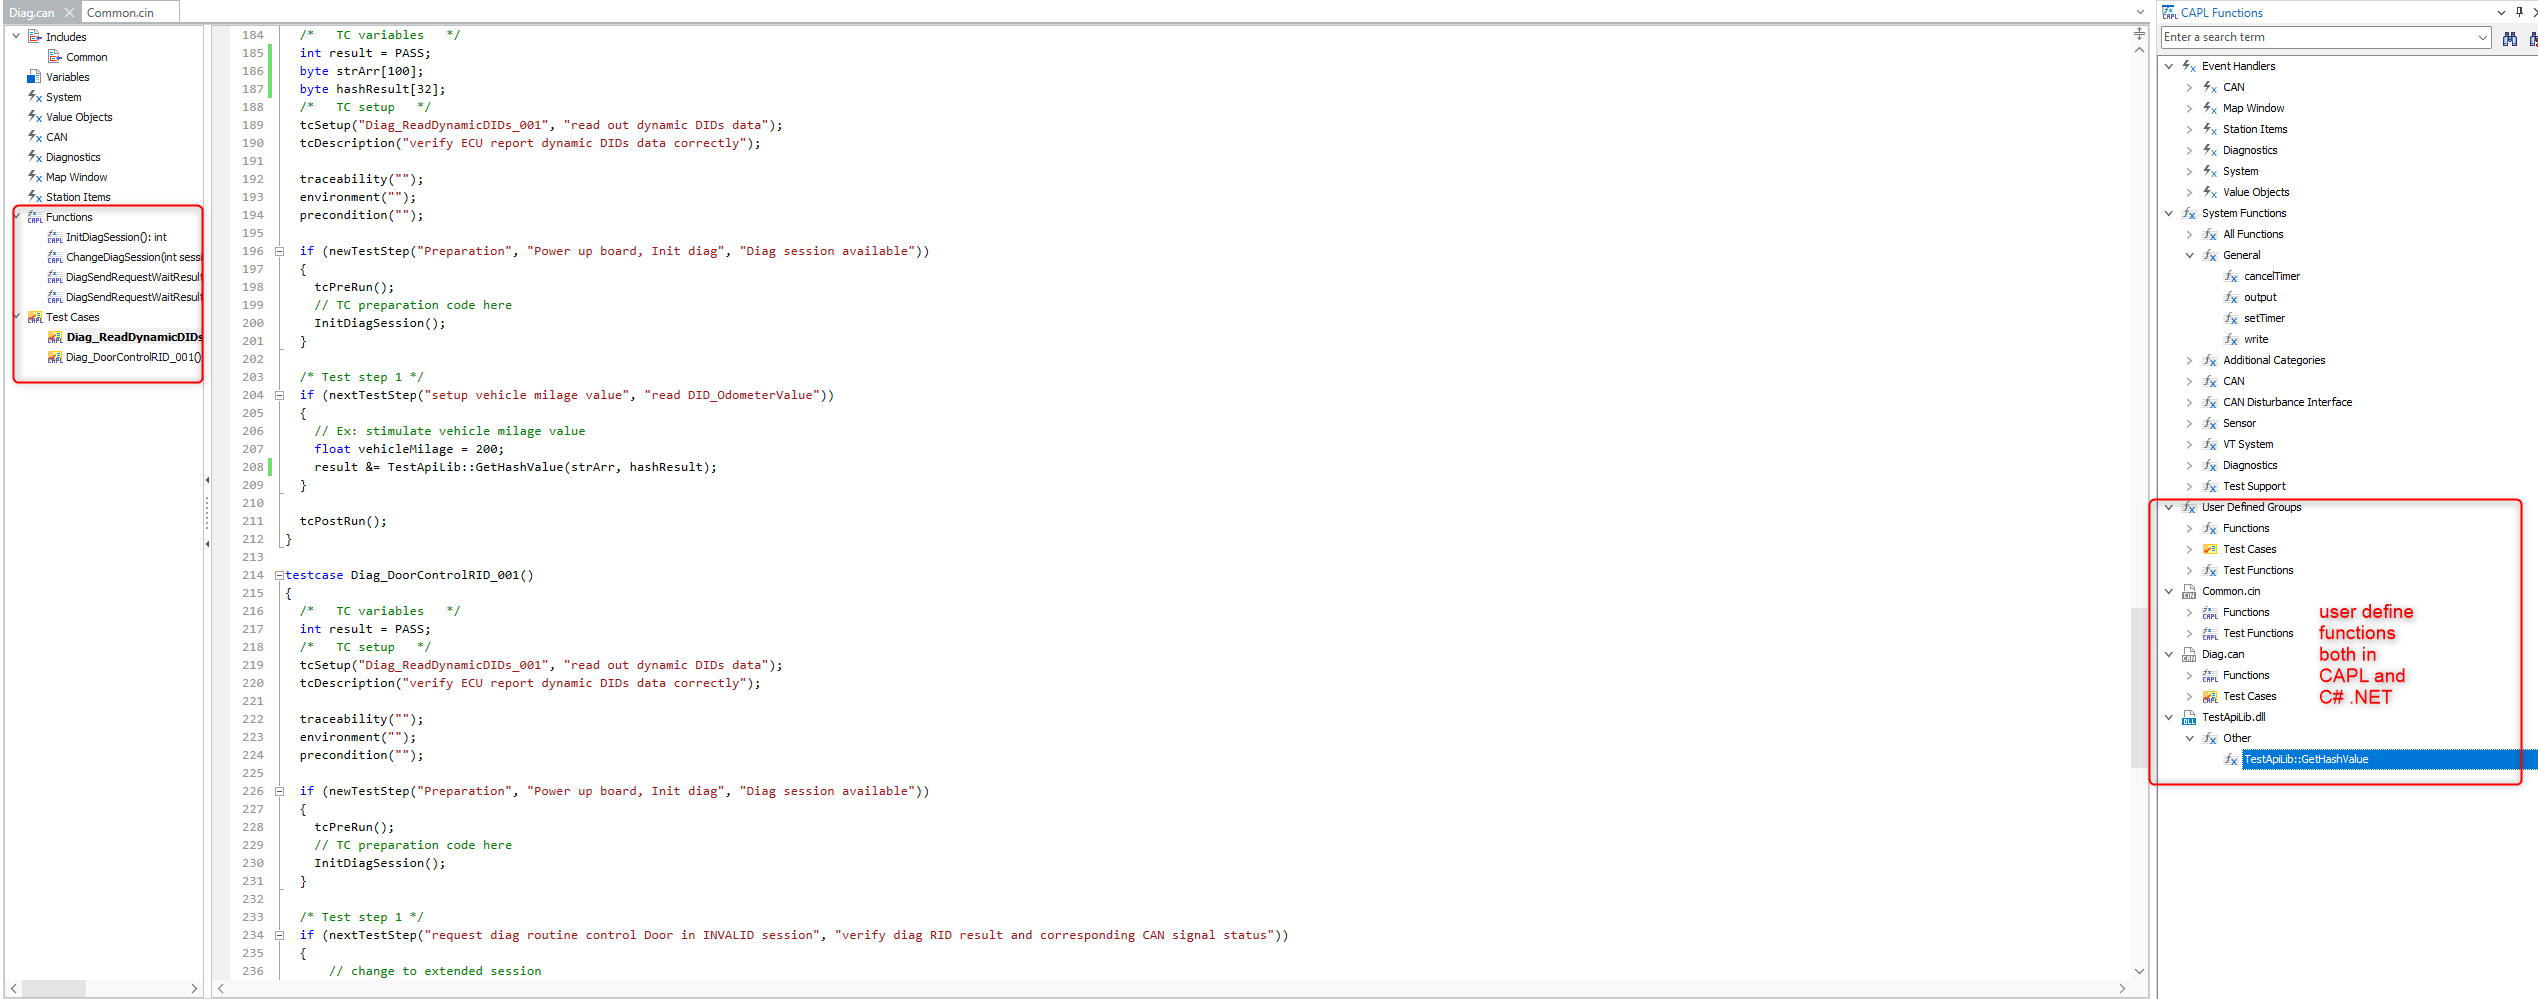 Diag.can
Common.cin
Includes
Common
Variables
System
Value Objects
CAN
Diagnostics
Map Window
Station Items
Functions
InitDiagSession(): int
ChangeDiagSession(int sessi
DiagSendRequestWaitResult
DiagSendRequestWaitResult
Test Cases
Diag_ReadDynamicDIDs
Diag_DoorControlRID_001()
184 /*   TC variables   */
185 int result = PASS;
186 byte strArr[100];
187 byte hashResult[32];
188 /*   TC setup   */
189 tcSetup("Diag_ReadDynamicDIDs_001", "read out dynamic DIDs data");
190 tcDescription("verify ECU report dynamic DIDs data correctly");
191
192 traceability("");
193 environment("");
194 precondition("");
195
196 if (newTestStep("Preparation", "Power up board, Init diag", "Diag session available"))
197 {
198 tcPreRun();
199 // TC preparation code here
200 InitDiagSession();
201 }
202
203 /* Test step 1 */
204 if (nextTestStep("setup vehicle milage value", "read DID_OdometerValue"))
205 {
206 // Ex: stimulate vehicle milage value
207 float vehicleMilage = 200;
208 result &= TestApiLib::GetHashValue(strArr, hashResult);
209 }
210
211 tcPostRun();
212 }
213
214 testcase Diag_DoorControlRID_001()
215 {
216 /*   TC variables   */
217 int result = PASS;
218 /*   TC setup   */
219 tcSetup("Diag_ReadDynamicDIDs_001", "read out dynamic DIDs data");
220 tcDescription("verify ECU report dynamic DIDs data correctly");
221
222 traceability("");
223 environment("");
224 precondition("");
225
226 if (newTestStep("Preparation", "Power up board, Init diag", "Diag session available"))
227 {
228 tcPreRun();
229 // TC preparation code here
230 InitDiagSession();
231 }
232
233 /* Test step 1 */
234 if (nextTestStep("request diag routine control Door in INVALID session", "verify diag RID result and corresponding CAN signal status"))
235 {
236 // change to extended session
CAPL Functions
Enter a search term
Event Handlers
CAN
Map Window
Station Items
Diagnostics
System
Value Objects
System Functions
All Functions
General
cancelTimer
output
setTimer
write
Additional Categories
CAN
CAN Disturbance Interface
Sensor
VT System
Diagnostics
Test Support
User Defined Groups
Functions
Test Cases
Test Functions
Common.cin
Functions
Test Functions
Diag.can
Functions
Test Cases
TestApiLib.dll
Other
TestApiLib::GetHashValue
user define
functions
both in
CAPL and
C# .NET